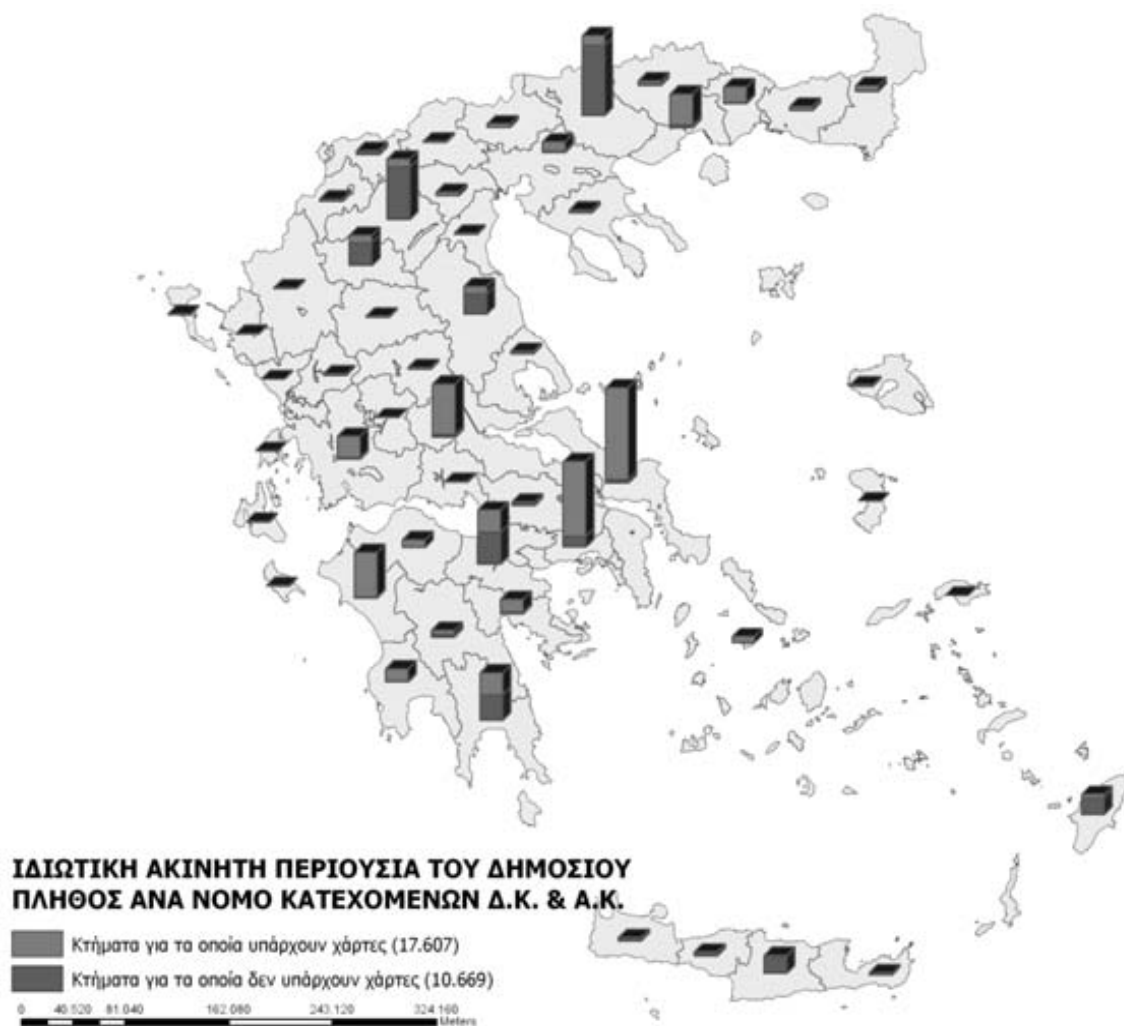 ΙΔΙΩΤΙΚΗ ΑΚΙΝΗΤΗ ΠΕΡΙΟΥΣΙΑ ΤΟΥ ΔΗΜΟΣΙΟΥ
ΠΛΗΘΟΣ ΑΝΑ ΝΟΜΟ ΚΑΤΕΧΟΜΕΝΩΝ Δ.Κ. & Α.Κ.
Κτήματα για τα οποία υπάρχουν χάρτες (17.607)
Κτήματα για τα οποία δεν υπάρχουν χάρτες (10.669)
0 40.520 81.040 162.080 243.120 324.160
Meters